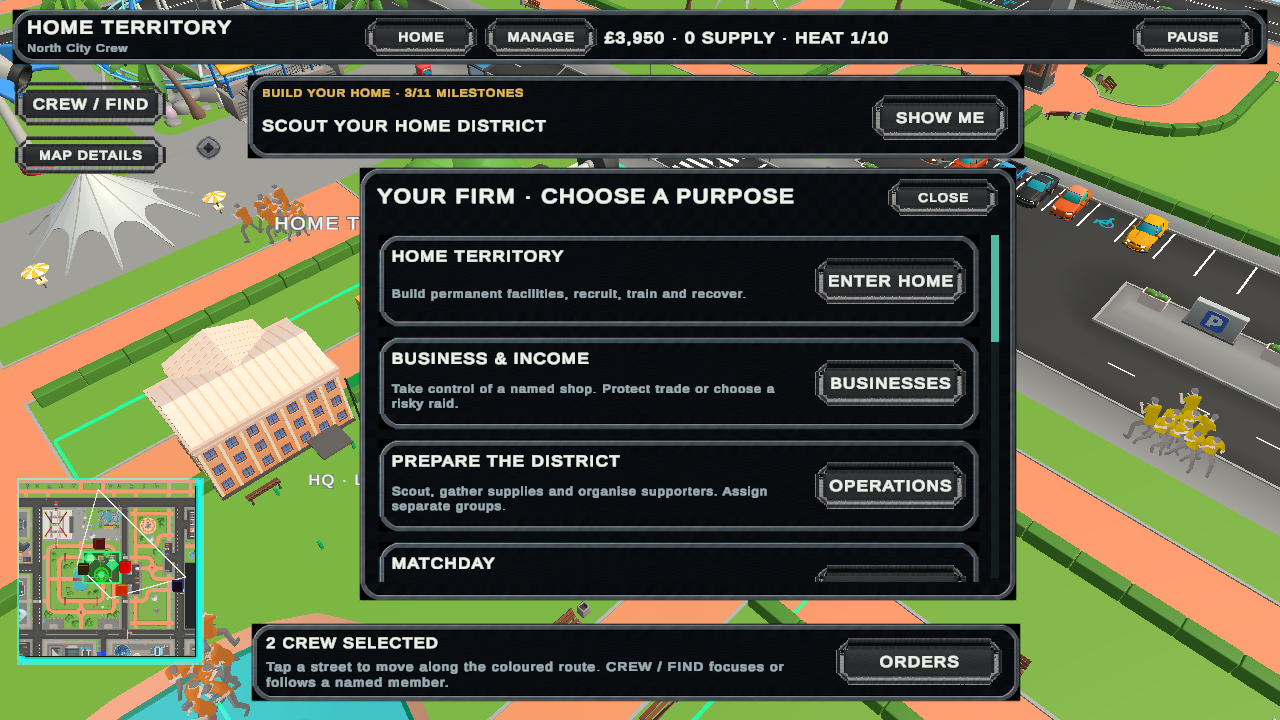 HOME TERRITORY
North City Crew
HOME
MANAGE
£3,950 · 0 SUPPLY · HEAT 1/10
PAUSE
CREW / FIND
MAP DETAILS
BUILD YOUR HOME · 3/11 MILESTONES
SCOUT YOUR HOME DISTRICT
SHOW ME
YOUR FIRM · CHOOSE A PURPOSE
CLOSE
HOME T
HOME TERRITORY
Build permanent facilities, recruit, train and recover.
ENTER HOME
BUSINESS & INCOME
Take control of a named shop. Protect trade or choose a
risky raid.
BUSINESSES
PREPARE THE DISTRICT
Scout, gather supplies and organise supporters. Assign
separate groups.
OPERATIONS
MATCHDAY
HQ · L
P
2 CREW SELECTED
Tap a street to move along the coloured route. CREW / FIND focuses or
follows a named member.
ORDERS